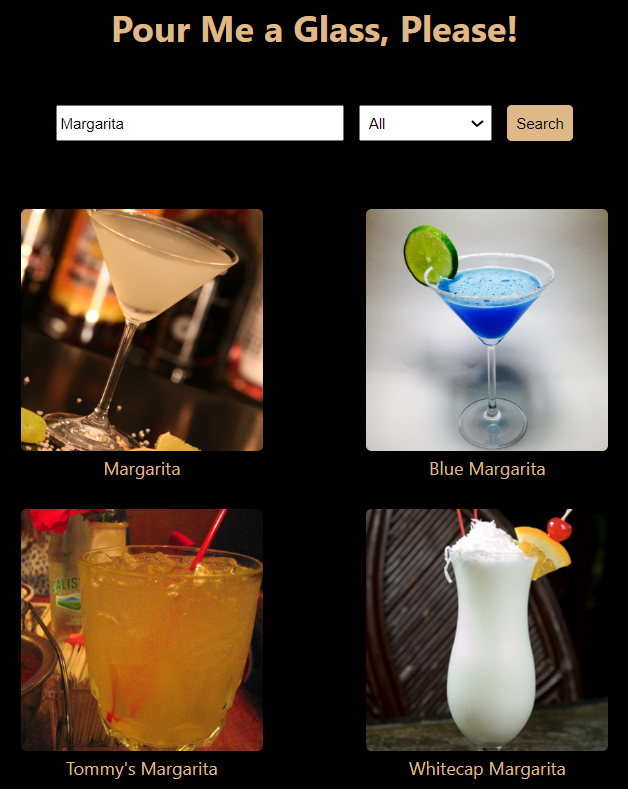 Pour Me a Glass, Please!
Margarita
All
Search
Margarita
Blue Margarita
Tommy's Margarita
Whitecap Margarita